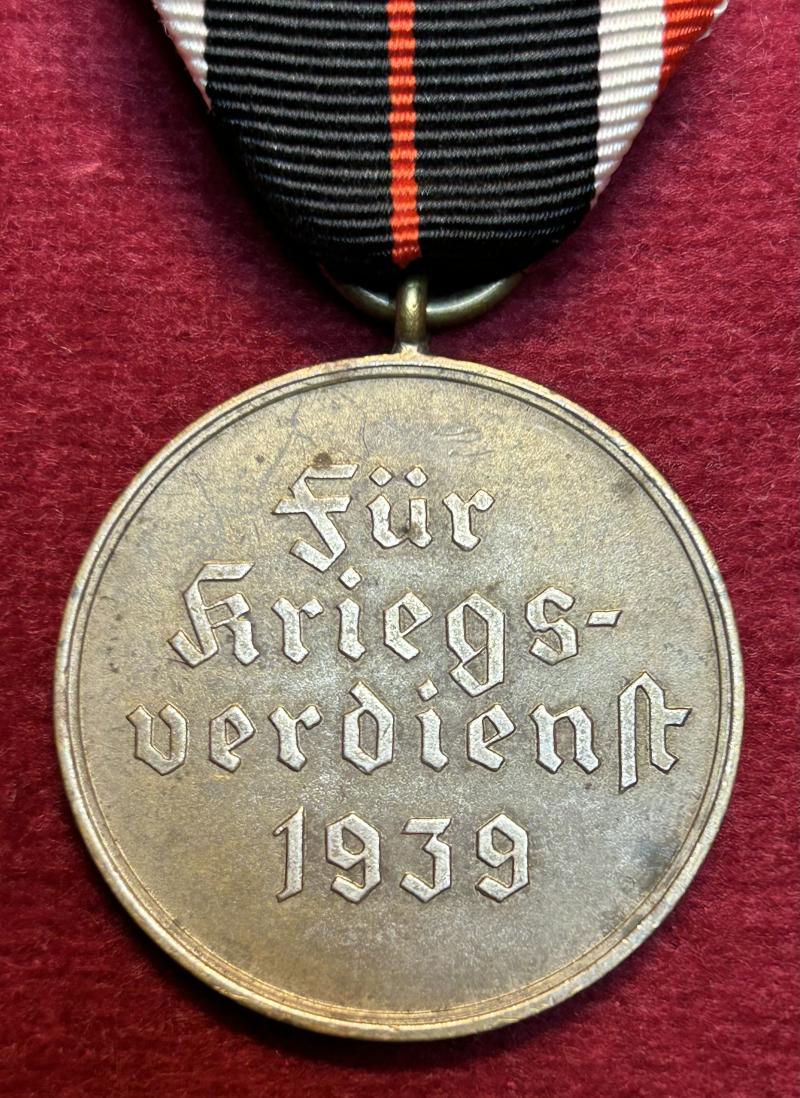 Für
Kriegs-
verdienst
1939